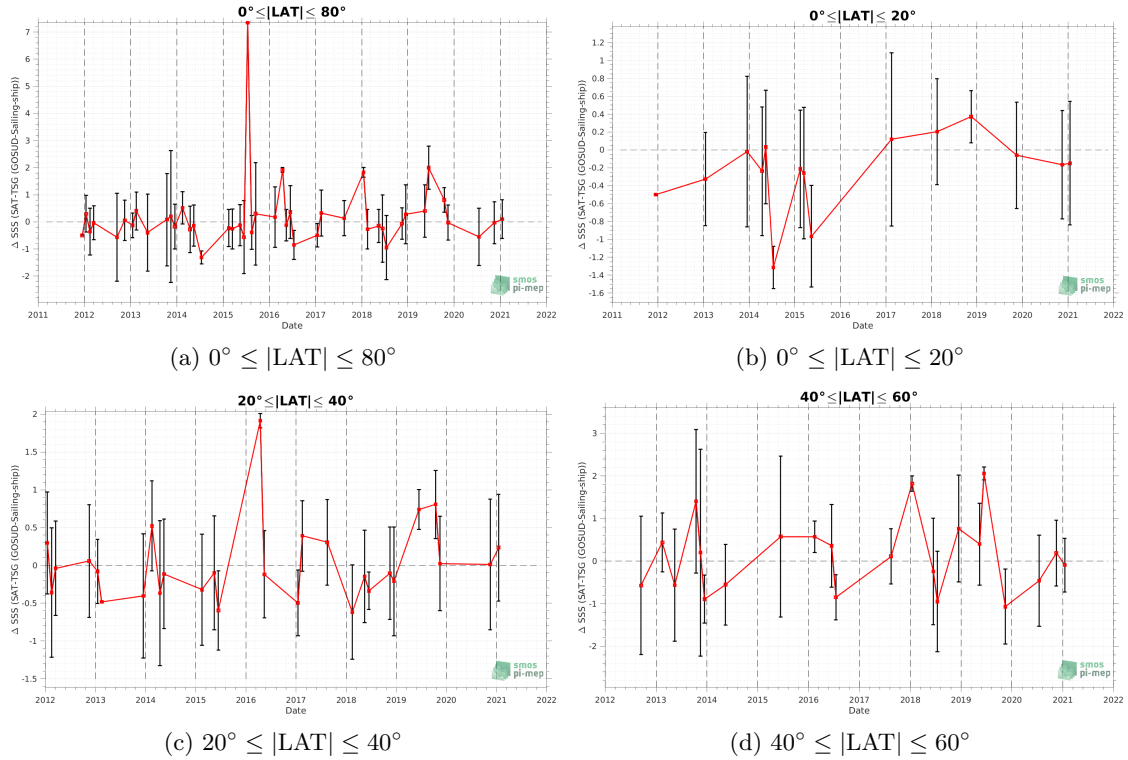 0°≤|LAT|≤ 80°
Δ SSS (SAT-TSG (GOSUD-Sailing-ship))
7
6
5
4
3
2
1
0
-1
-2
2011 2012 2013 2014 2015 2016 2017 2018 2019 2020 2021 2022
Date
smos
pi-mep
(a) 0° ≤ |LAT| ≤ 80°
0°≤|LAT|≤ 20°
Δ SSS (SAT-TSG (GOSUD-Sailing-ship))
1.2
1
0.8
0.6
0.4
0.2
0
-0.2
-0.4
-0.6
-0.8
-1
-1.2
-1.4
-1.6
2011 2012 2013 2014 2015 2016 2017 2018 2019 2020 2021 2022
Date
smos
pi-mep
(b) 0° ≤ |LAT| ≤ 20°
20°≤|LAT|≤ 40°
Δ SSS (SAT-TSG (GOSUD-Sailing-ship))
2
1.5
1
0.5
0
-0.5
-1
-1.5
2012 2013 2014 2015 2016 2017 2018 2019 2020 2021 2022
Date
smos
pi-mep
(c) 20° ≤ |LAT| ≤ 40°
40°≤|LAT|≤ 60°
Δ SSS (SAT-TSG (GOSUD-Sailing-ship))
3
2
1
0
-1
-2
2012 2013 2014 2015 2016 2017 2018 2019 2020 2021 2022
Date
smos
pi-mep
(d) 40° ≤ |LAT| ≤ 60°